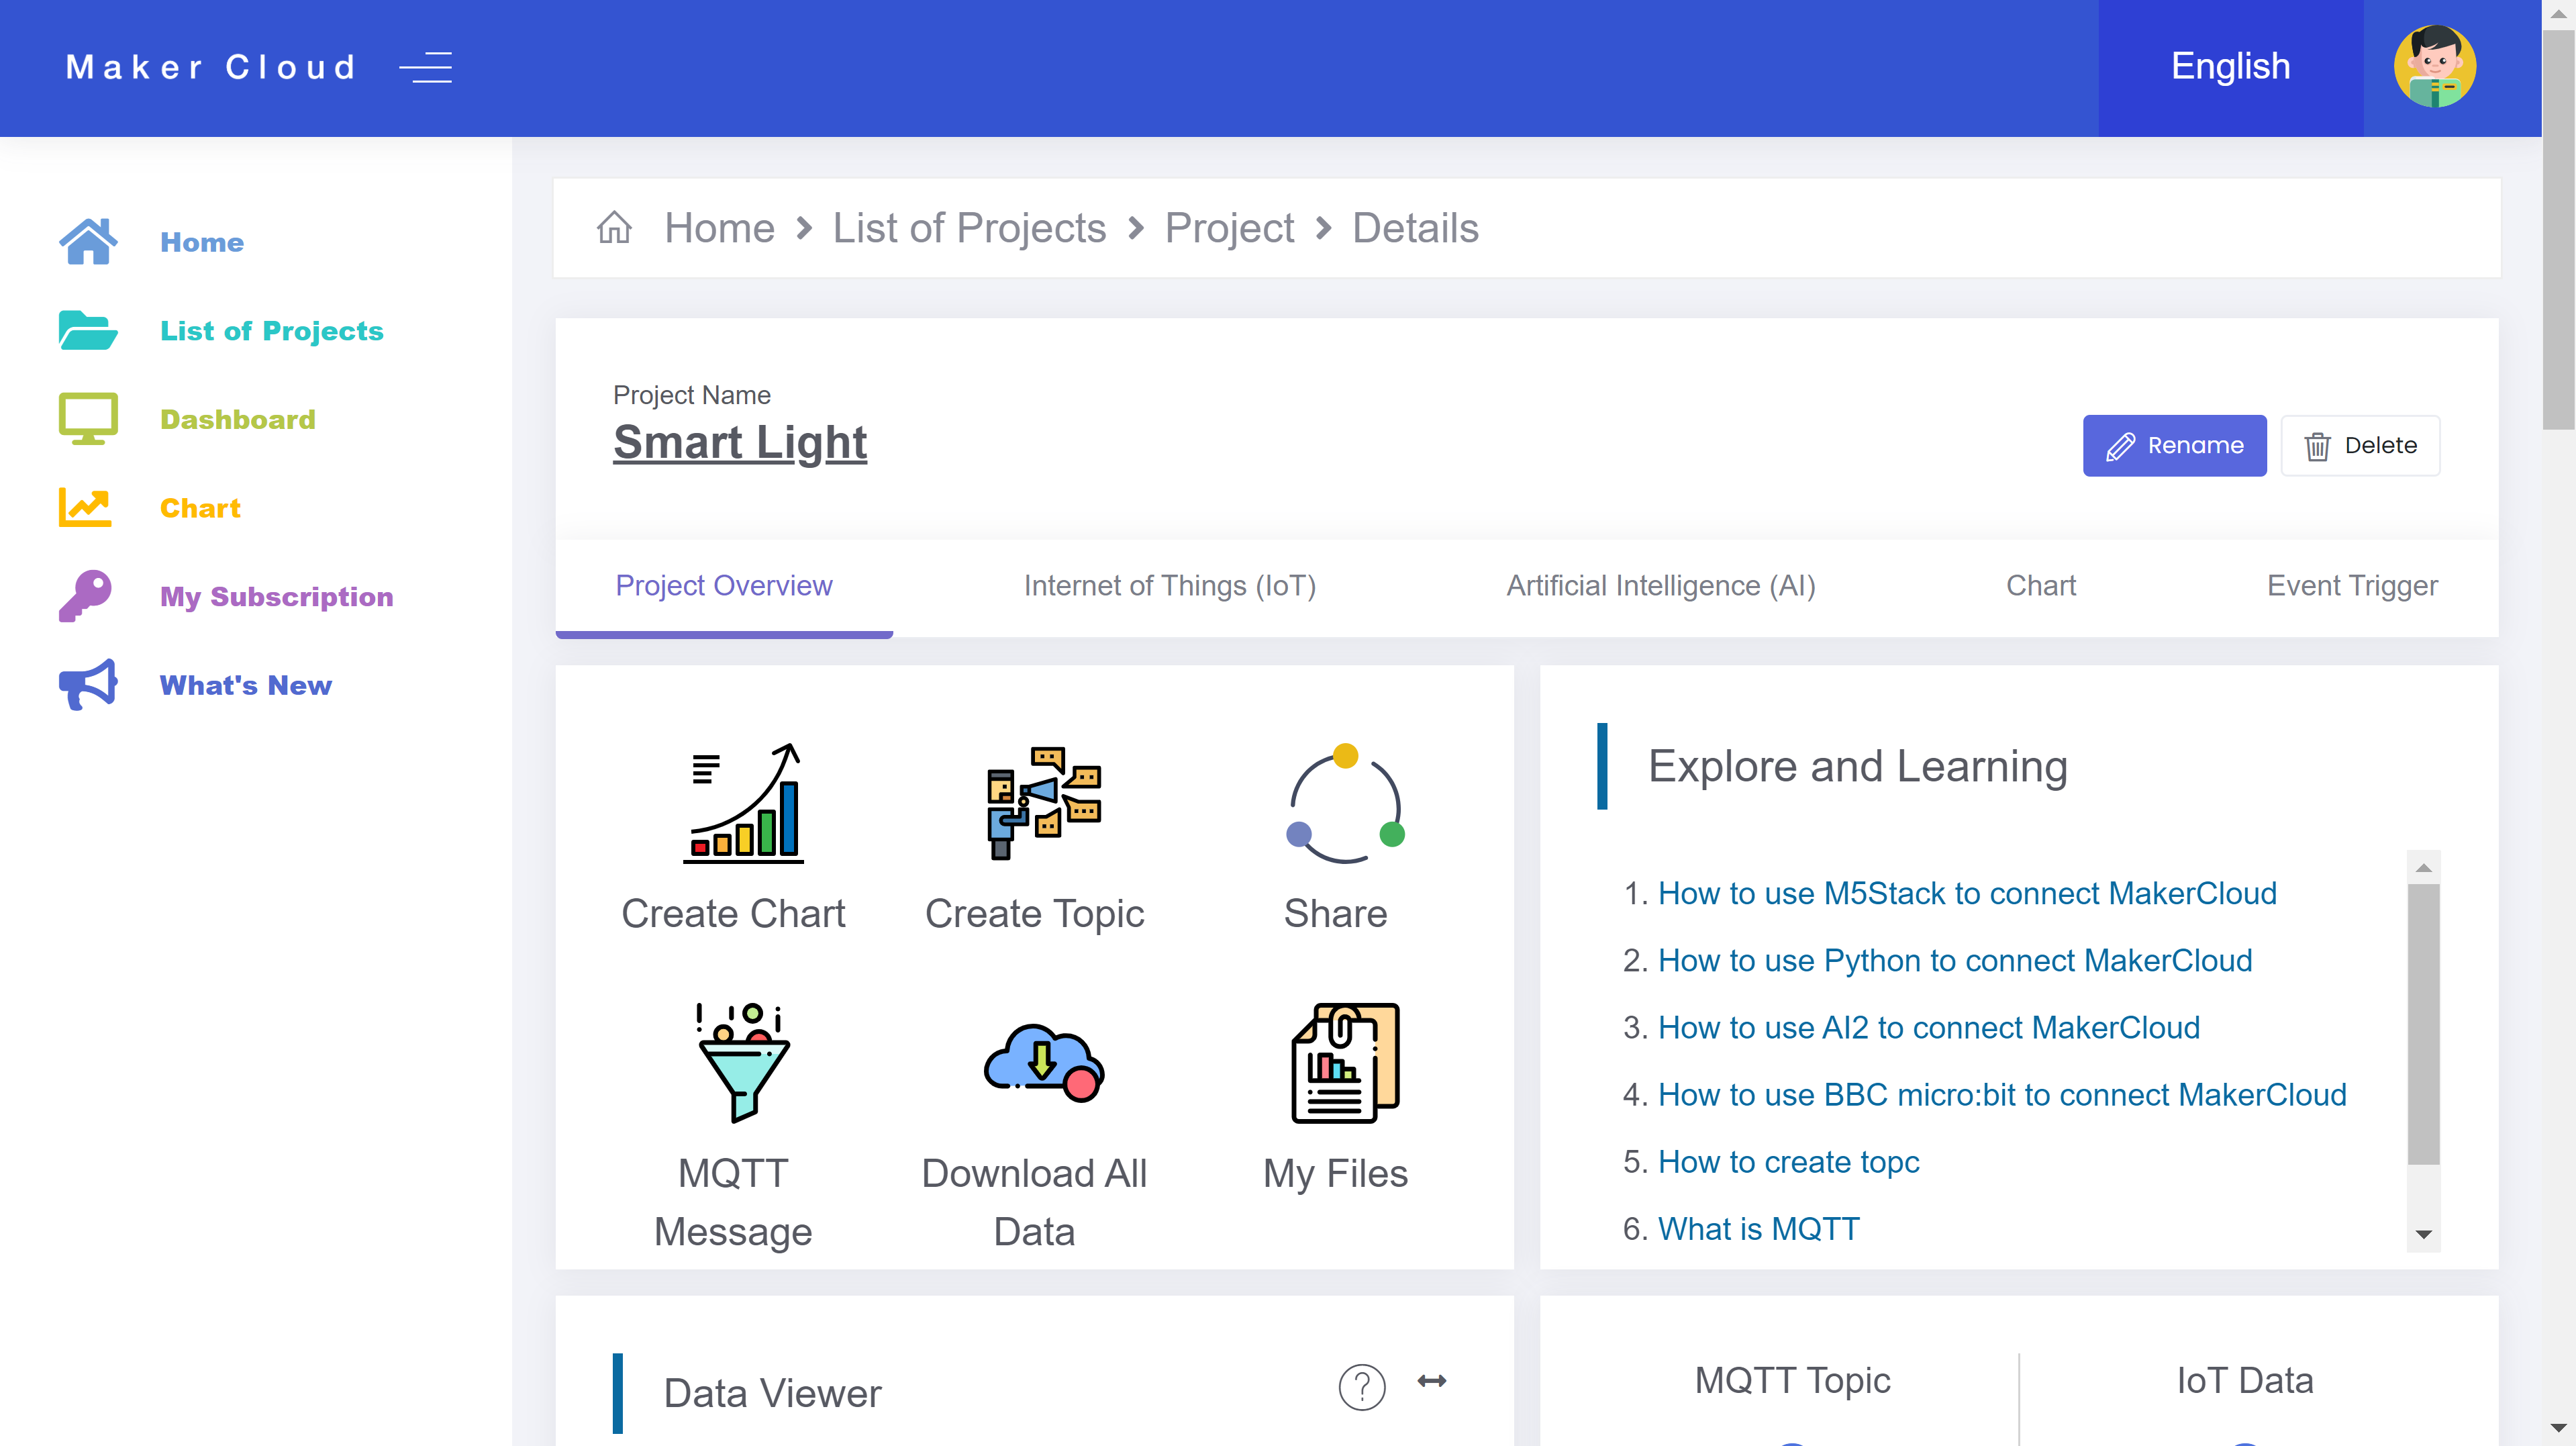 Maker Cloud
English
Home
List of Projects
Dashboard
Chart
My Subscription
What's New
Home > List of Projects > Project > Details
Project Name
Smart Light
Rename
Delete
Project Overview
Internet of Things (IoT)
Artificial Intelligence (AI)
Chart
Event Trigger
Create Chart
Create Topic
Share
MQTT
Message
Download All
Data
My Files
Explore and Learning
1. How to use M5Stack to connect MakerCloud
2. How to use Python to connect MakerCloud
3. How to use AI2 to connect MakerCloud
4. How to use BBC micro:bit to connect MakerCloud
5. How to create topc
6. What is MQTT
Data Viewer
?
MQTT Topic
IoT Data